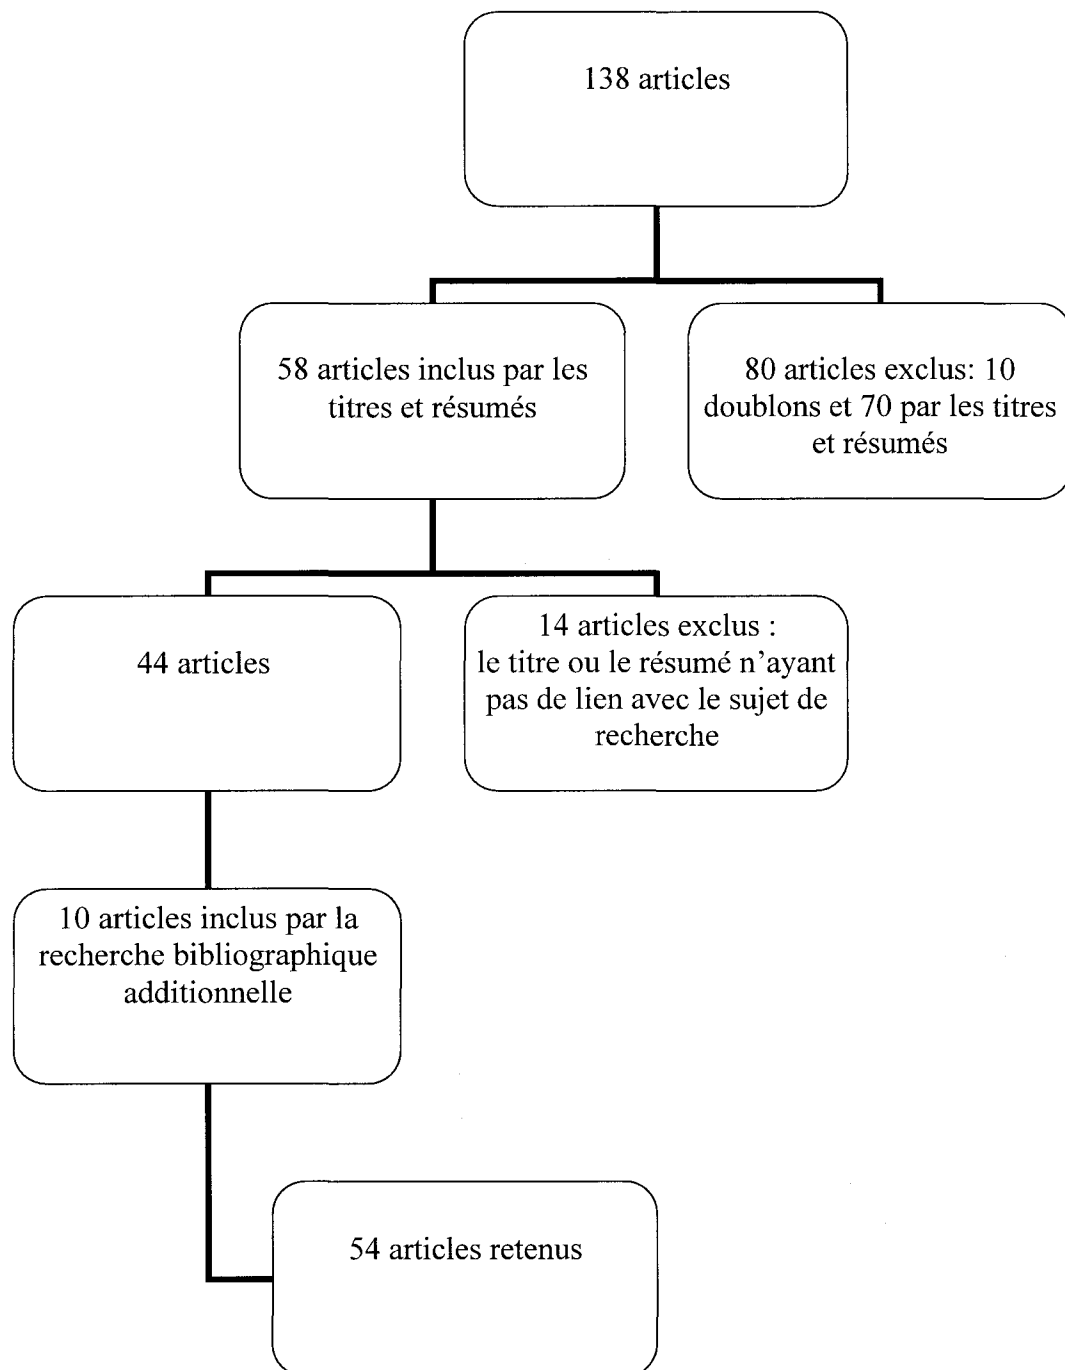 138 articles
58 articles inclus par les
titres et résumés
80 articles exclus: 10
doublons et 70 par les titres
et résumés
44 articles
14 articles exclus :
le titre ou le résumé n’ayant
pas de lien avec le sujet de
recherche
10 articles inclus par la
recherche bibliographique
additionnelle
54 articles retenus